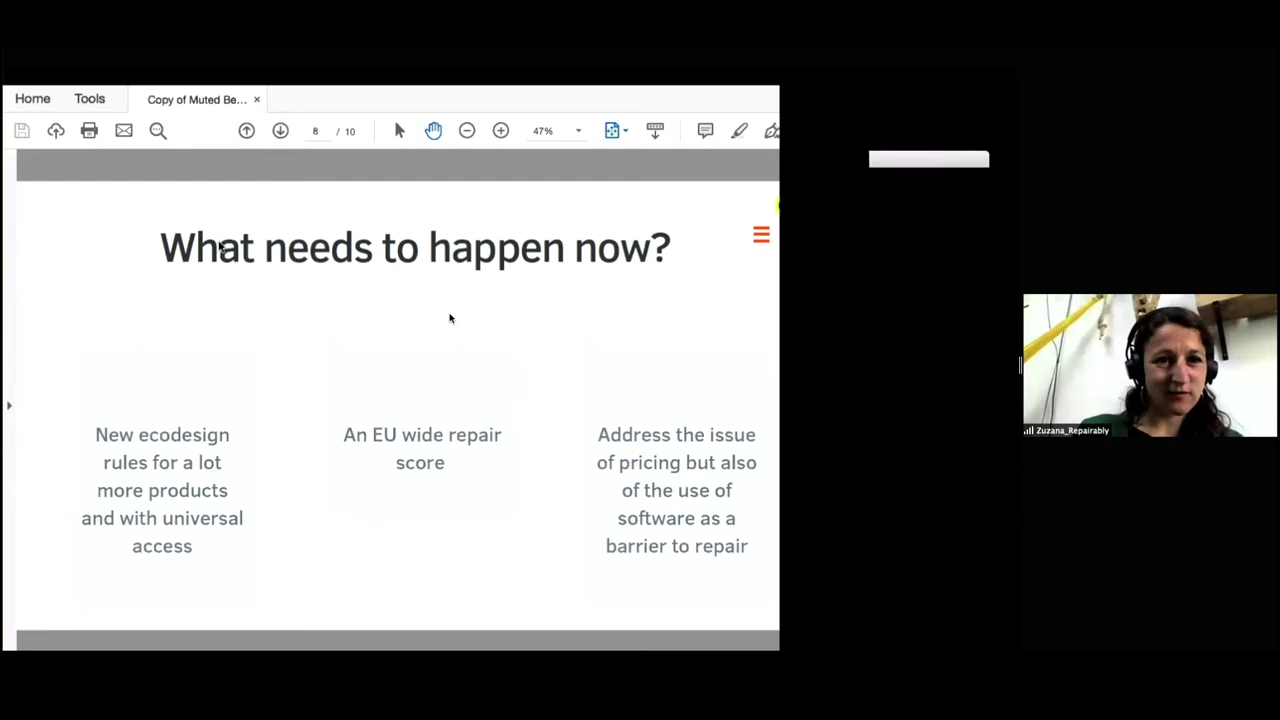 Home Tools Copy of Muted Be... ×
8 / 10 47%
What needs to happen now?
New ecodesign
rules for a lot
more products
and with universal
access
An EU wide repair
score
Address the issue
of pricing but also
of the use of
software as a
barrier to repair
Zuzana_Repairably